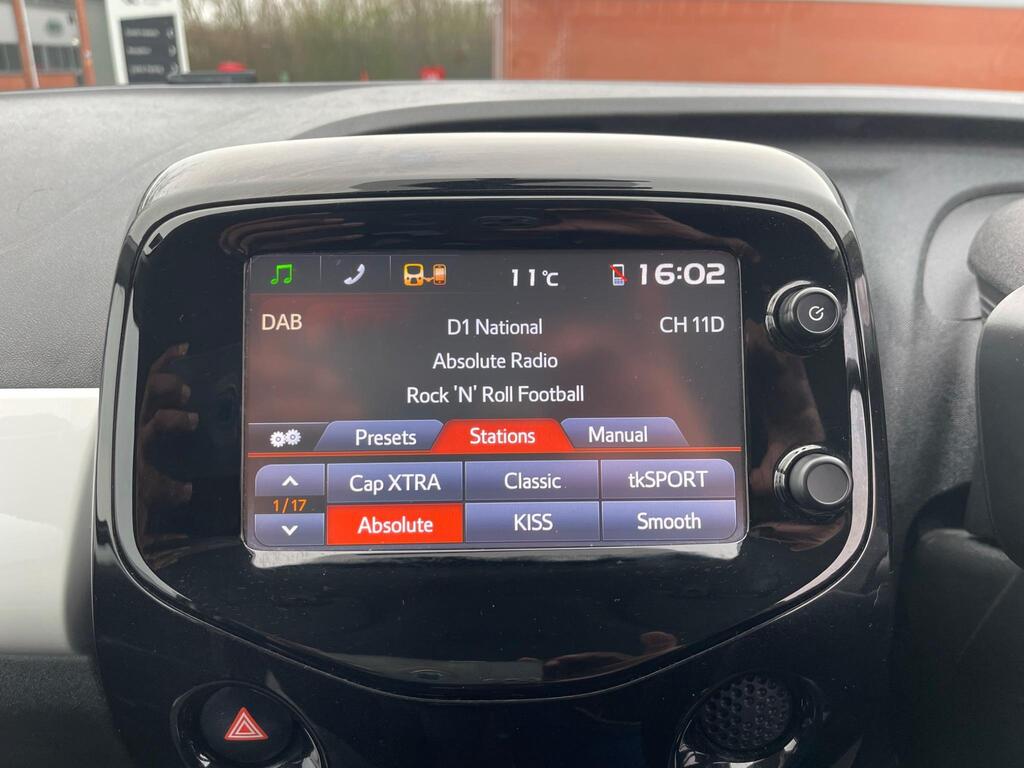 11°C 16:02
DAB D1 National CH 11D
Absolute Radio
Rock 'N' Roll Football
Presets Stations Manual
Cap XTRA Classic tkSPORT
1/17
Absolute KISS Smooth